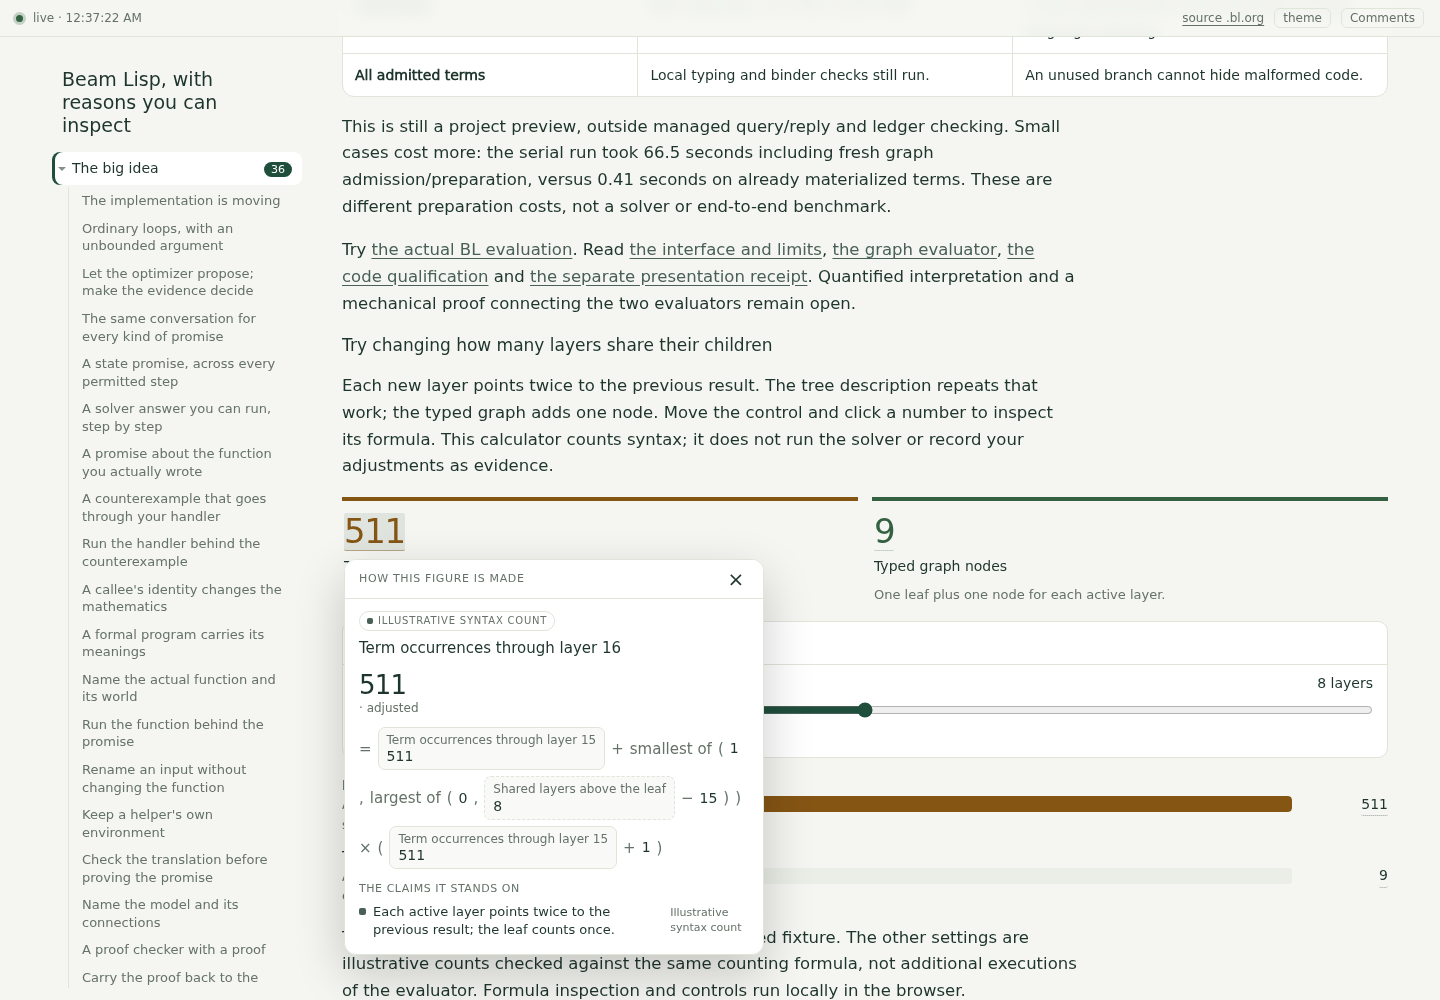 live · 12:37:22 AM
source .bl.org
theme
Comments
Beam Lisp, with
reasons you can
inspect
The big idea
36
The implementation is moving
Ordinary loops, with an
unbounded argument
Let the optimizer propose;
make the evidence decide
The same conversation for
every kind of promise
A state promise, across every
permitted step
A solver answer you can run,
step by step
A promise about the function
you actually wrote
A counterexample that goes
through your handler
Run the handler behind the
counterexample
A callee's identity changes the
mathematics
A formal program carries its
meanings
Name the actual function and
its world
Run the function behind the
promise
Rename an input without
changing the function
Keep a helper's own
environment
Check the translation before
proving the promise
Name the model and its
connections
A proof checker with a proof
Carry the proof back to the
All admitted terms
Local typing and binder checks still run.
An unused branch cannot hide malformed code.
This is still a project preview, outside managed query/reply and ledger checking. Small
cases cost more: the serial run took 66.5 seconds including fresh graph
admission/preparation, versus 0.41 seconds on already materialized terms. These are
different preparation costs, not a solver or end-to-end benchmark.
Try the actual BL evaluation. Read the interface and limits, the graph evaluator, the
code qualification and the separate presentation receipt. Quantified interpretation and a
mechanical proof connecting the two evaluators remain open.
Try changing how many layers share their children
Each new layer points twice to the previous result. The tree description repeats that
work; the typed graph adds one node. Move the control and click a number to inspect
its formula. This calculator counts syntax; it does not run the solver or record your
adjustments as evidence.
511
9
Typed graph nodes
One leaf plus one node for each active layer.
8 layers
HOW THIS FIGURE IS MADE
×
ILLUSTRATIVE SYNTAX COUNT
Term occurrences through layer 16
511
· adjusted
= Term occurrences through layer 15 511 + smallest of ( 1
, largest of ( 0 , Shared layers above the leaf 8 − 15 ) )
× ( Term occurrences through layer 15 511 + 1 )
THE CLAIMS IT STANDS ON
Each active layer points twice to the
previous result; the leaf counts once.
Illustrative
syntax count
511
9
ed fixture. The other settings are
illustrative counts checked against the same counting formula, not additional executions
of the evaluator. Formula inspection and controls run locally in the browser.